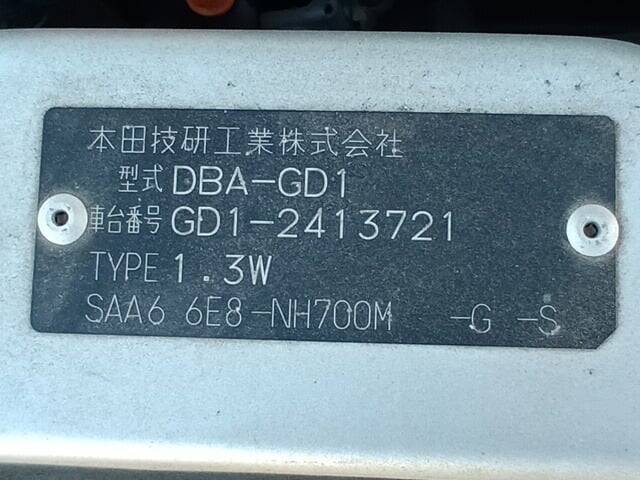 本田技研工業株式会社
型式 DBA-GD1
車台番号 GD1-2413721
TYPE 1.3W
SAA6 6E8-NH700M -G -S